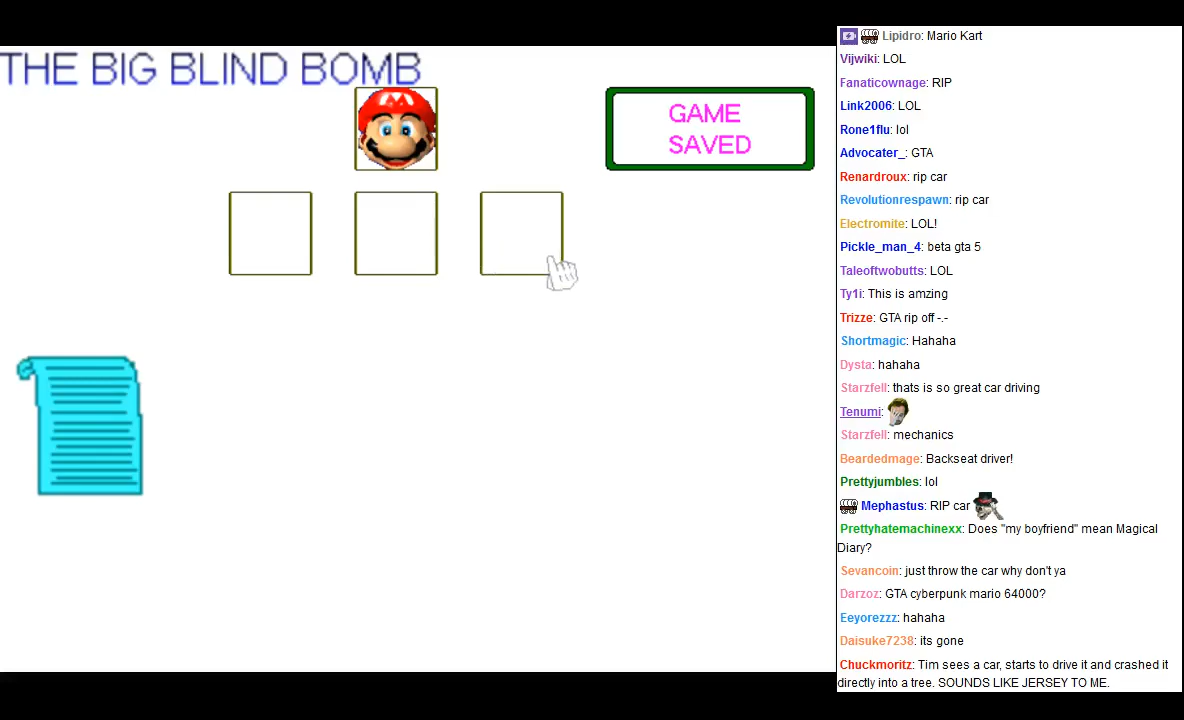 THE BIG BLIND BOMB
GAME
SAVED
Lipidro: Mario Kart
Vijwiki: LOL
Fanaticownage: RIP
Link2006: LOL
Rone1flu: lol
Advocater_: GTA
Renardroux: rip car
Revolutionrespawn: rip car
Electromite: LOL!
Pickle_man_4: beta gta 5
Taleoftwobutts: LOL
Ty1i: This is amzing
Trizze: GTA rip off -.-
Shortmagic: Hahaha
Dysta: hahaha
Starzfell: thats is so great car driving
Tenumi:
Starzfell: mechanics
Beardedmage: Backseat driver!
Prettyjumbles: lol
Mephastus: RIP car
Prettyhatemachinexx: Does "my boyfriend" mean Magical
Diary?
Sevancoin: just throw the car why don't ya
Darzoz: GTA cyberpunk mario 64000?
Eeyorezzz: hahaha
Daisuke7238: its gone
Chuckmoritz: Tim sees a car, starts to drive it and crashed it
directly into a tree. SOUNDS LIKE JERSEY TO ME.